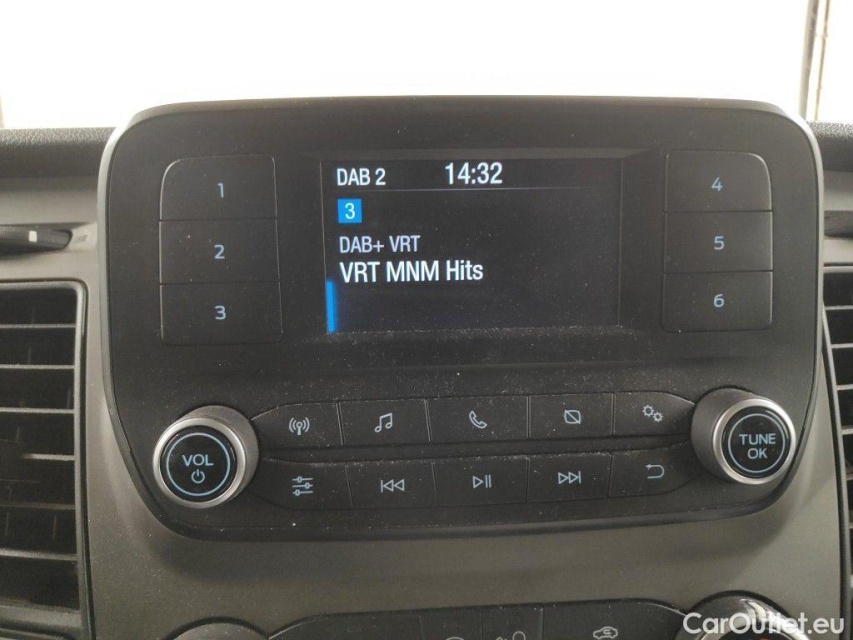 DAB 2 14:32
3
DAB+ VRT
VRT MNM Hits
1
2
3
4
5
6
VOL
TUNE
OK
CarOutlet.eu